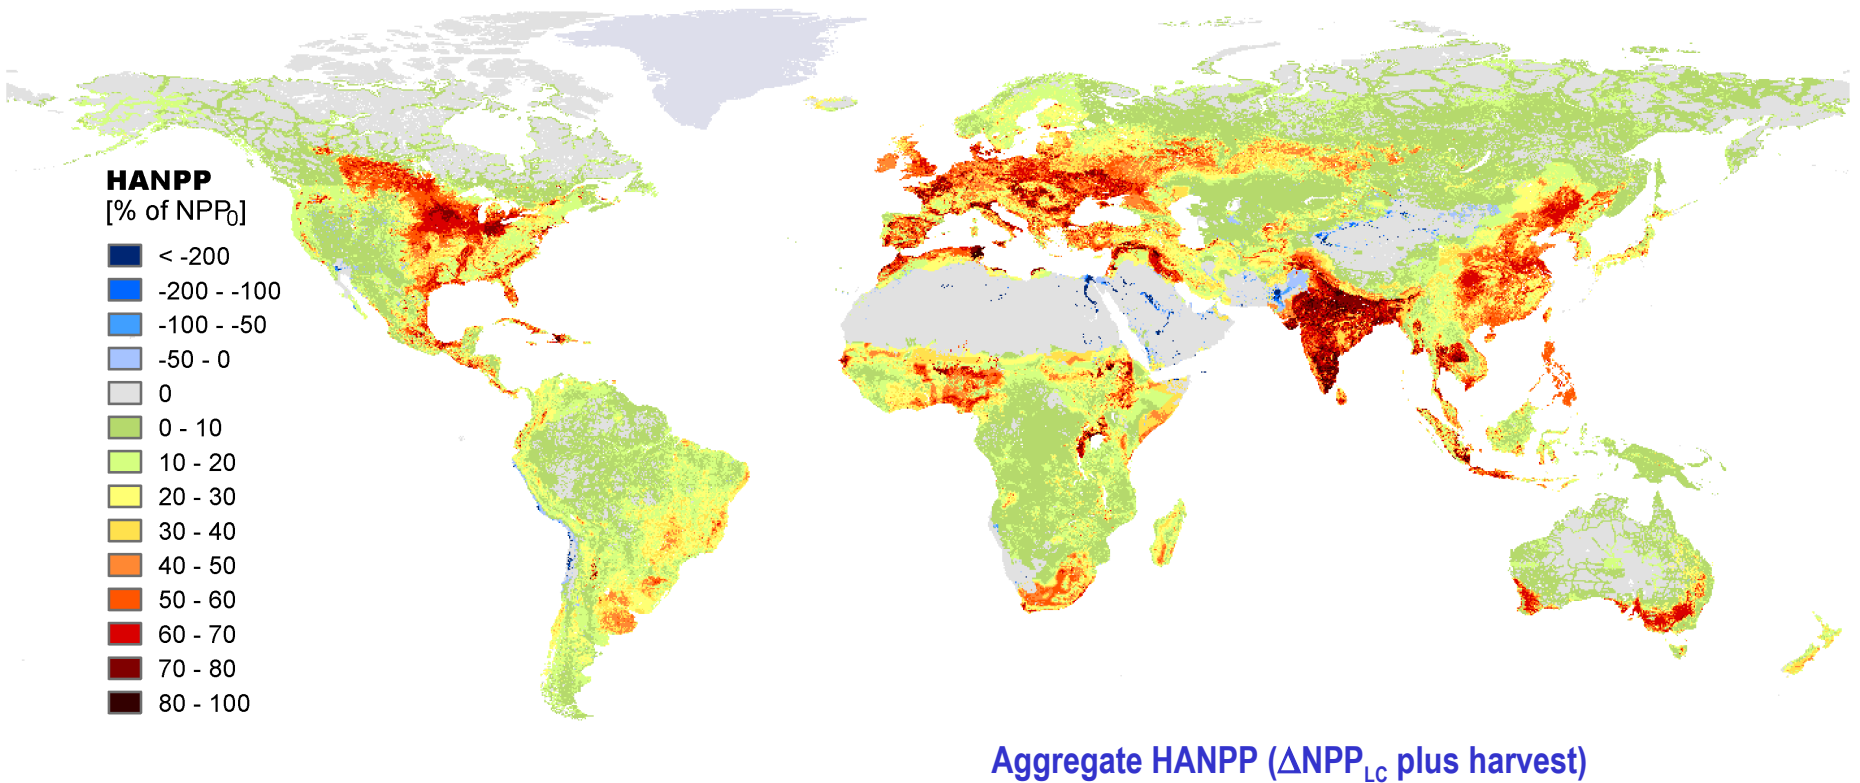 HANPP
[% of NPP₀]
< -200
-200 - -100
-100 - -50
-50 - 0
0
0 - 10
10 - 20
20 - 30
30 - 40
40 - 50
50 - 60
60 - 70
70 - 80
80 - 100
Aggregate HANPP (ΔNPP_LC plus harvest)